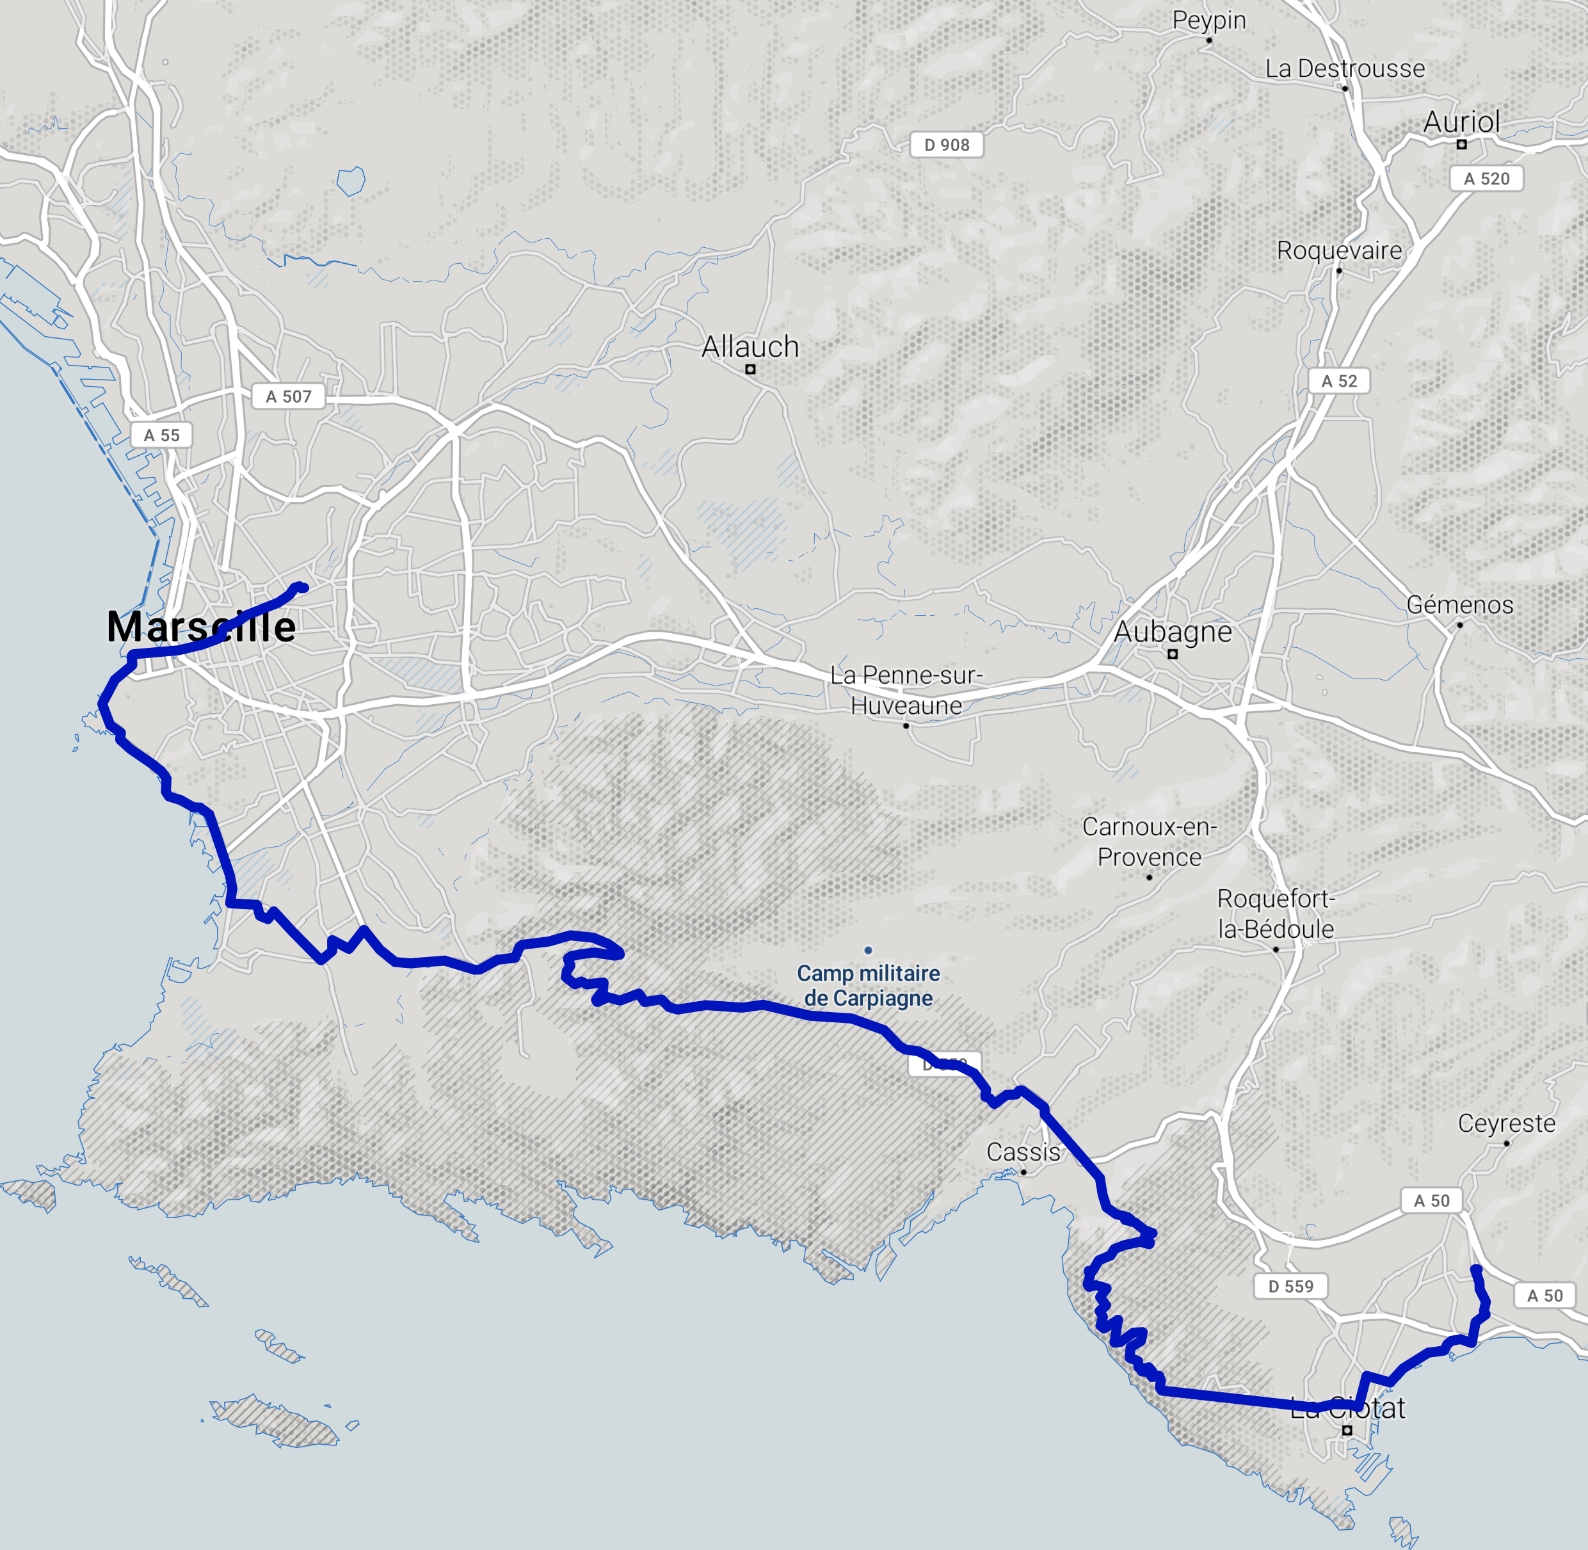 Peypin
La Destrousse
Auriol
D 908
A 520
Roquevaire
Allauch
A 52
A 507
A 55
Gémenos
Marseille
Aubagne
La Penne-sur-
Huveaune
Carnoux-en-
Provence
Roquefort-
la-Bédoule
Camp militaire
de Carpiagne
Ceyreste
Cassis
A 50
D 559
A 50
La Ciotat